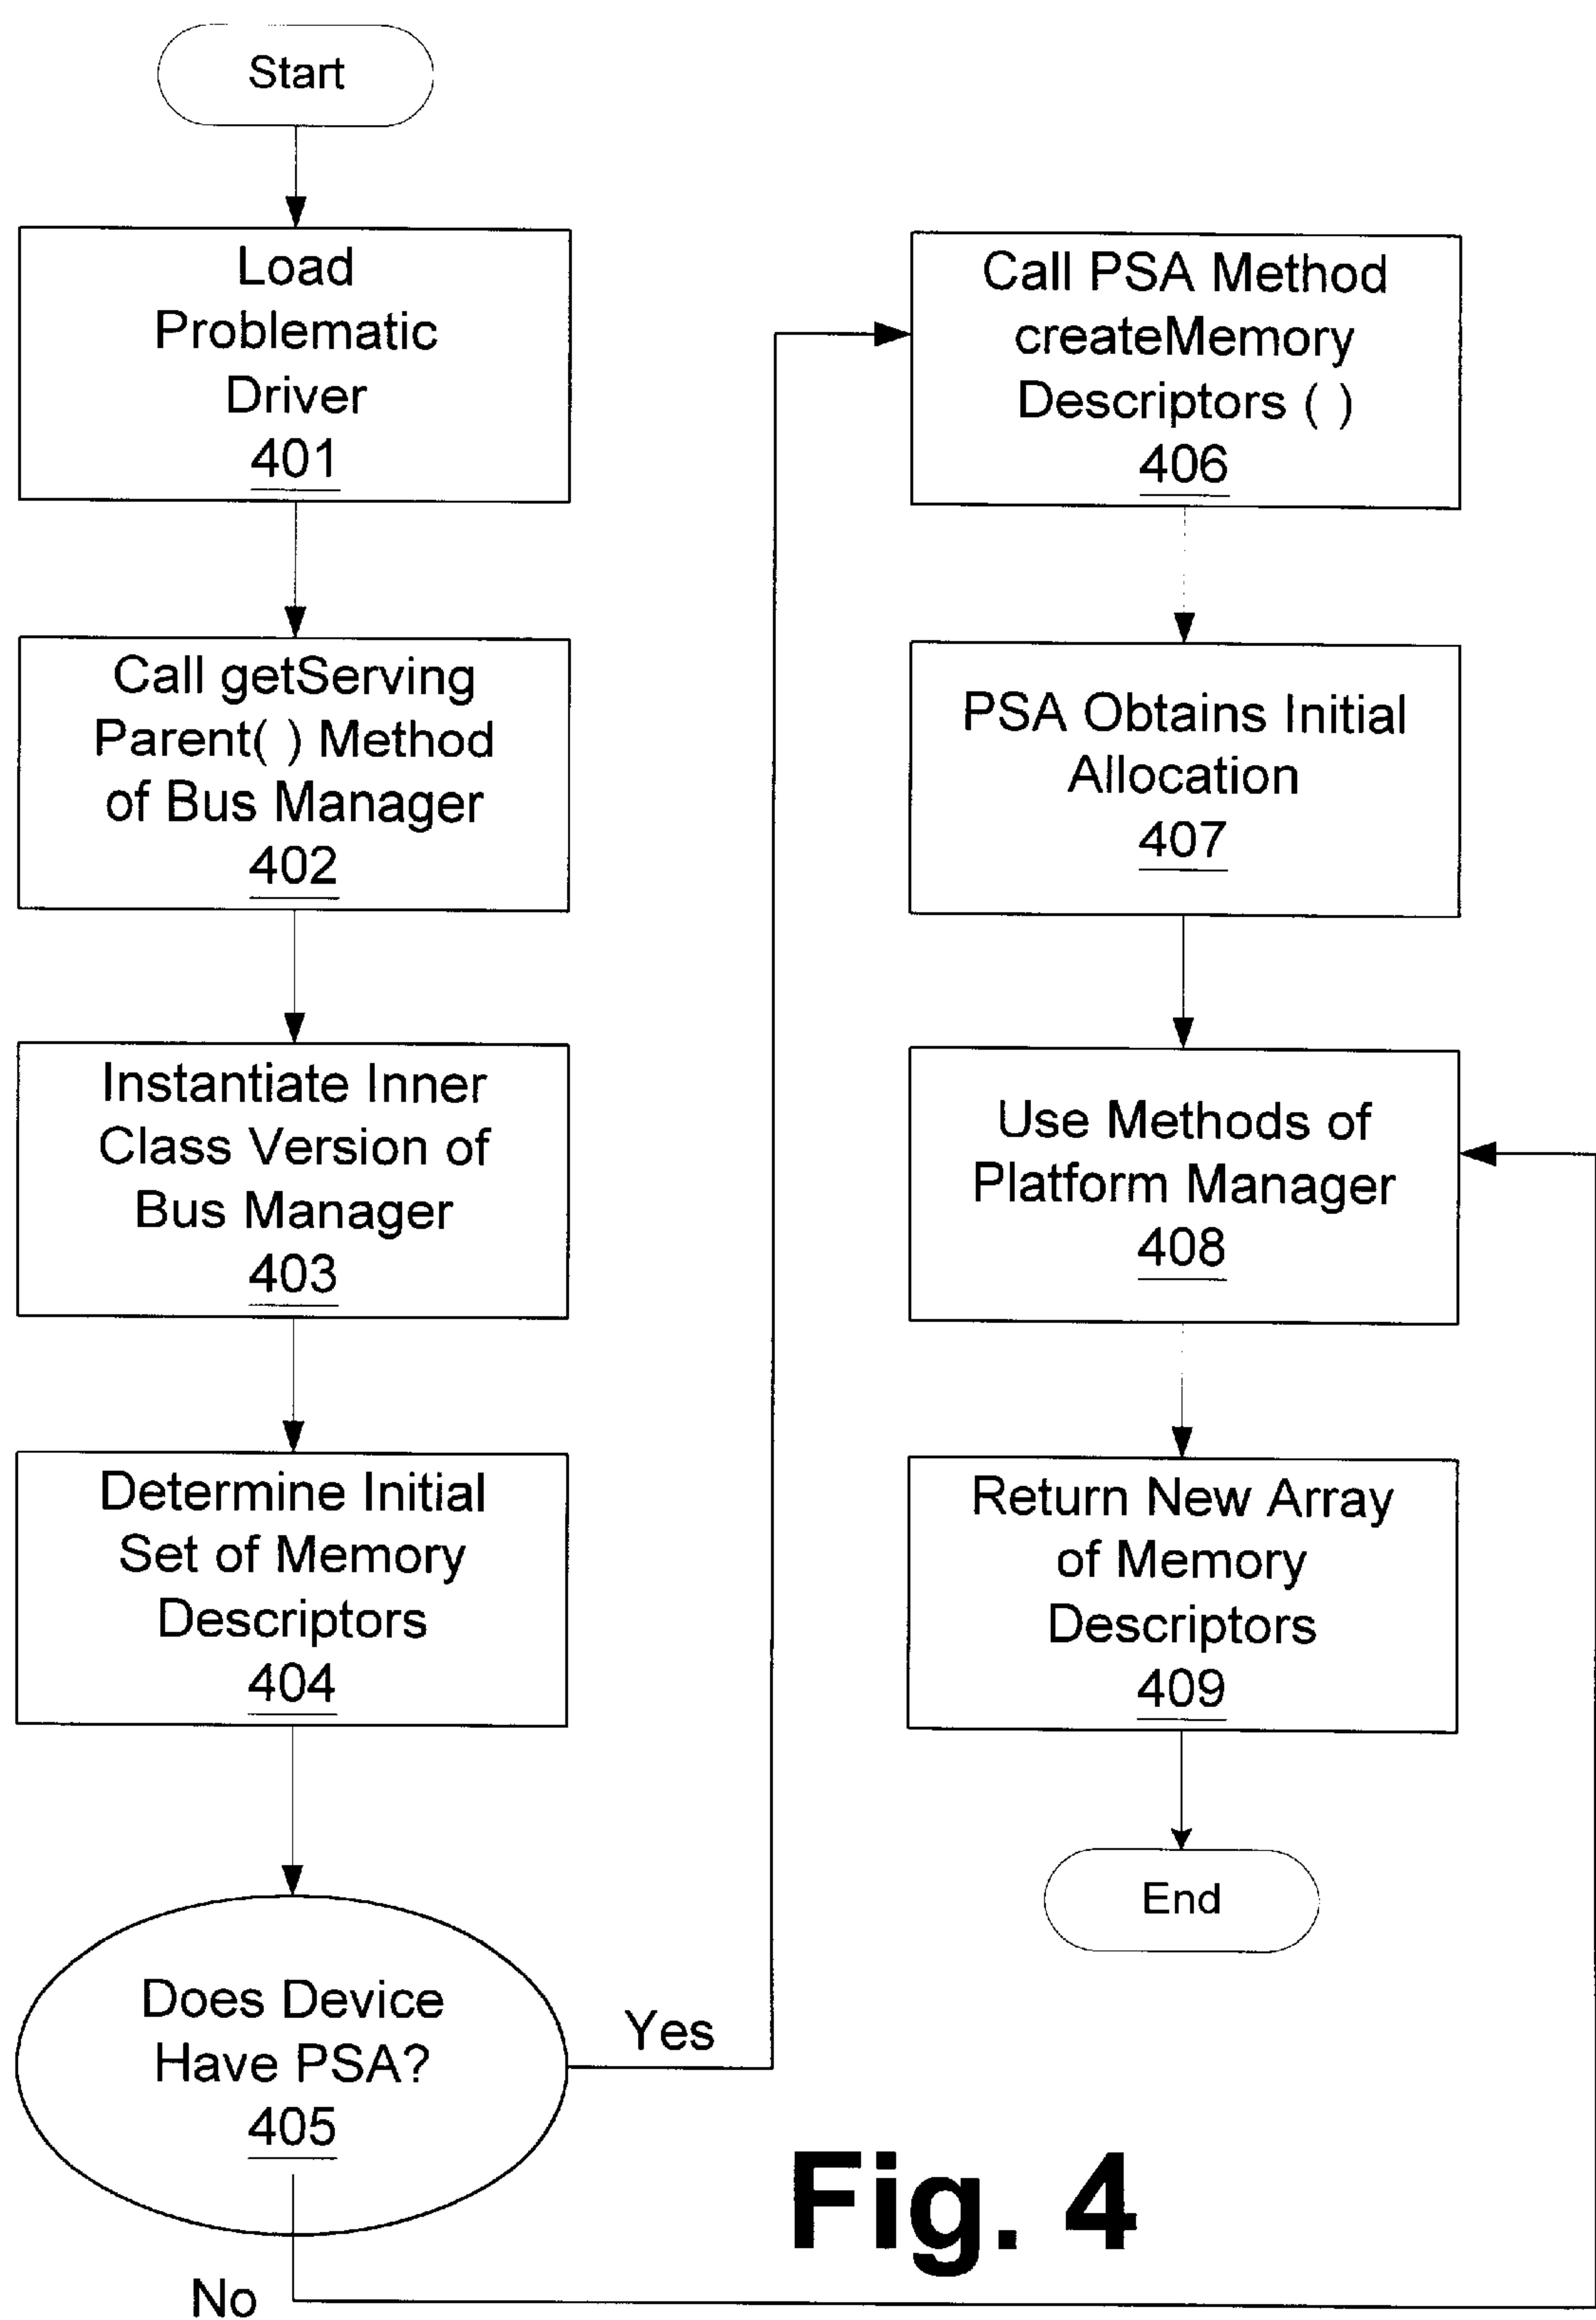 Start
Load
Problematic
Driver
401
Call getServing
Parent( ) Method
of Bus Manager
402
Instantiate Inner
Class Version of
Bus Manager
403
Determine Initial
Set of Memory
Descriptors
404
Does Device
Have PSA?
405
Yes
No
Call PSA Method
createMemory
Descriptors ( )
406
PSA Obtains Initial
Allocation
407
Use Methods of
Platform Manager
408
Return New Array
of Memory
Descriptors
409
End
Fig. 4